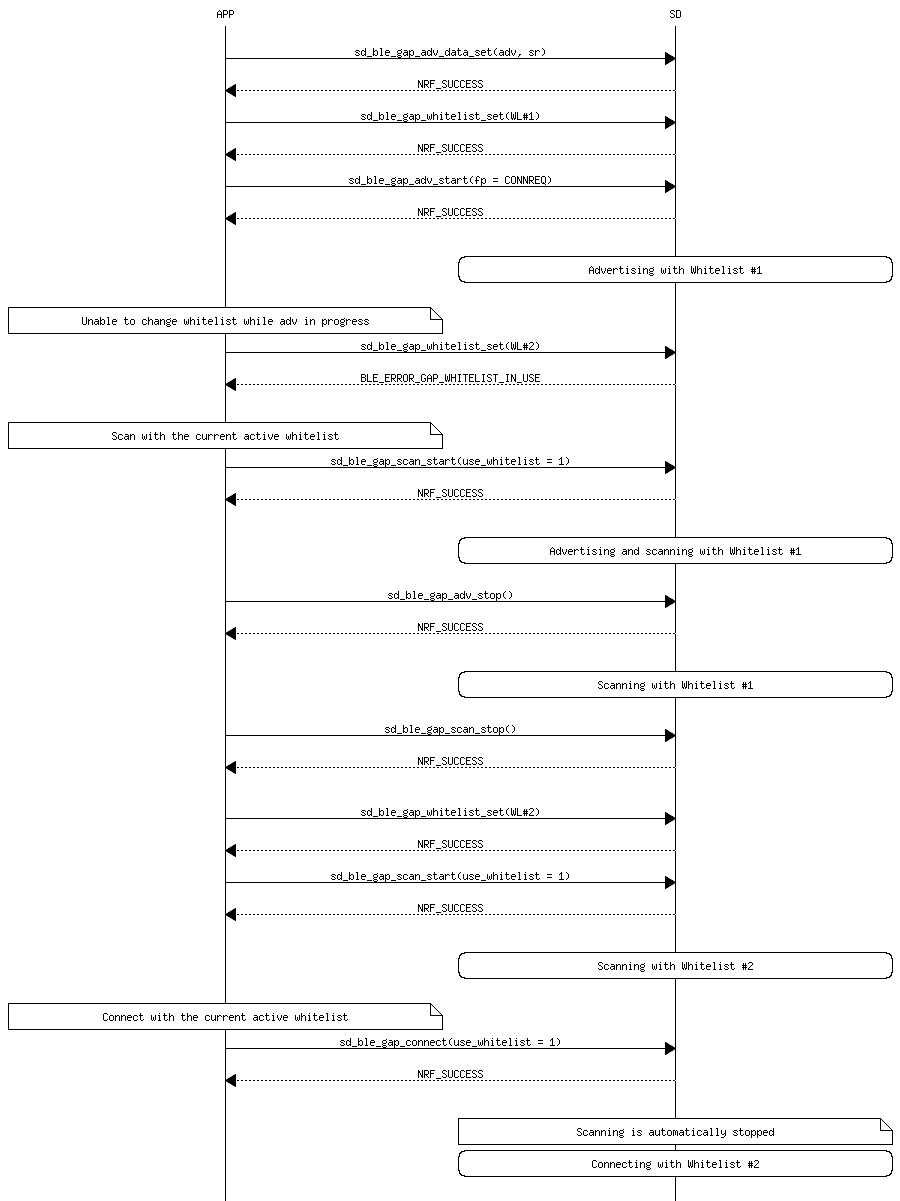 APP SD
sd_ble_gap_adv_data_set(adv, sr)
NRF_SUCCESS
sd_ble_gap_whitelist_set(WL#1)
NRF_SUCCESS
sd_ble_gap_adv_start(fp = CONNREQ)
NRF_SUCCESS
Advertising with Whitelist #1
Unable to change whitelist while adv in progress
sd_ble_gap_whitelist_set(WL#2)
BLE_ERROR_GAP_WHITELIST_IN_USE
Scan with the current active whitelist
sd_ble_gap_scan_start(use_whitelist = 1)
NRF_SUCCESS
Advertising and scanning with Whitelist #1
sd_ble_gap_adv_stop()
NRF_SUCCESS
Scanning with Whitelist #1
sd_ble_gap_scan_stop()
NRF_SUCCESS
sd_ble_gap_whitelist_set(WL#2)
NRF_SUCCESS
sd_ble_gap_scan_start(use_whitelist = 1)
NRF_SUCCESS
Scanning with Whitelist #2
Connect with the current active whitelist
sd_ble_gap_connect(use_whitelist = 1)
NRF_SUCCESS
Scanning is automatically stopped
Connecting with Whitelist #2